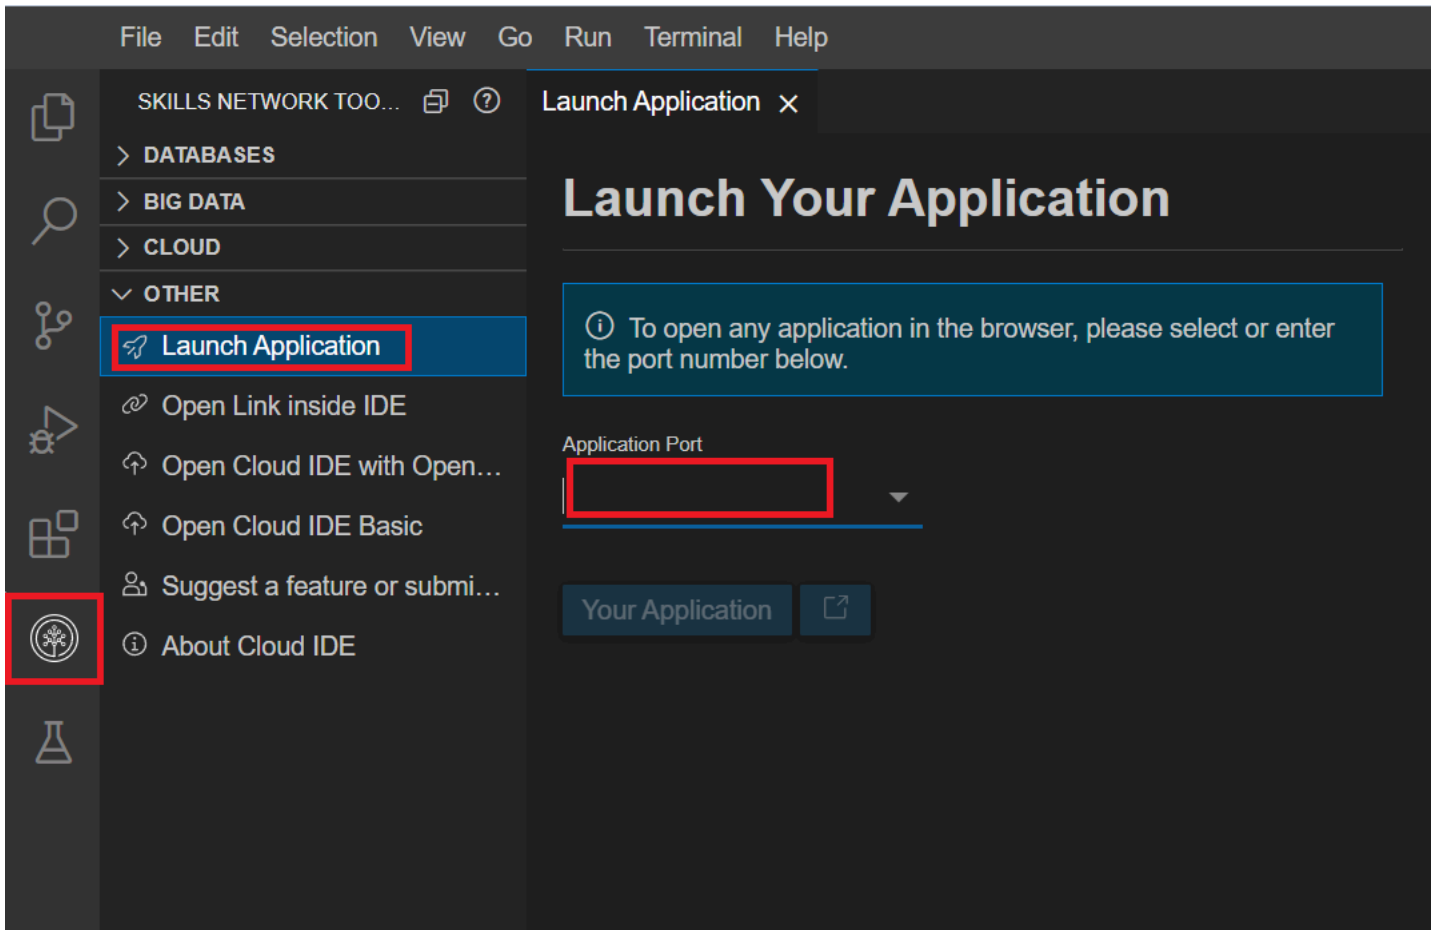 File Edit Selection View Go Run Terminal Help
SKILLS NETWORK TOO...
Launch Application
DATABASES
BIG DATA
CLOUD
OTHER
Launch Application
Open Link inside IDE
Open Cloud IDE with Open...
Open Cloud IDE Basic
Suggest a feature or submi...
About Cloud IDE
Launch Your Application
To open any application in the browser, please select or enter
the port number below.
Application Port
Your Application